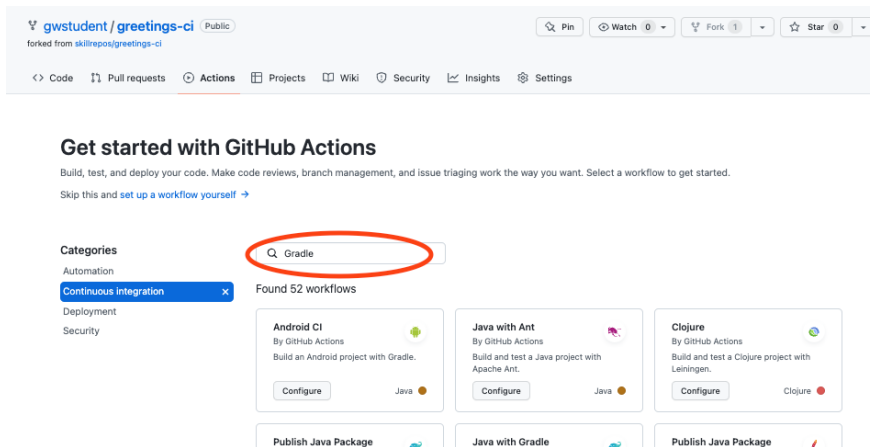 gwstudent / greetings-ci Public
Pin Watch 0 Fork 1 Star 0
forked from skillrepos/greetings-ci
<> Code Pull requests Actions Projects Wiki Security Insights Settings
Get started with GitHub Actions
Build, test, and deploy your code. Make code reviews, branch management, and issue triaging work the way you want. Select a workflow to get started.
Skip this and set up a workflow yourself →
Categories
Automation
Continuous integration ×
Deployment
Security
Gradle
Found 52 workflows
Android CI
By GitHub Actions
Build an Android project with Gradle.
Configure Java
Java with Ant
By GitHub Actions
Build and test a Java project with
Apache Ant.
Configure Java
Clojure
By GitHub Actions
Build and test a Clojure project with
Leiningen.
Configure Clojure
Publish Java Package
Java with Gradle
Publish Java Package